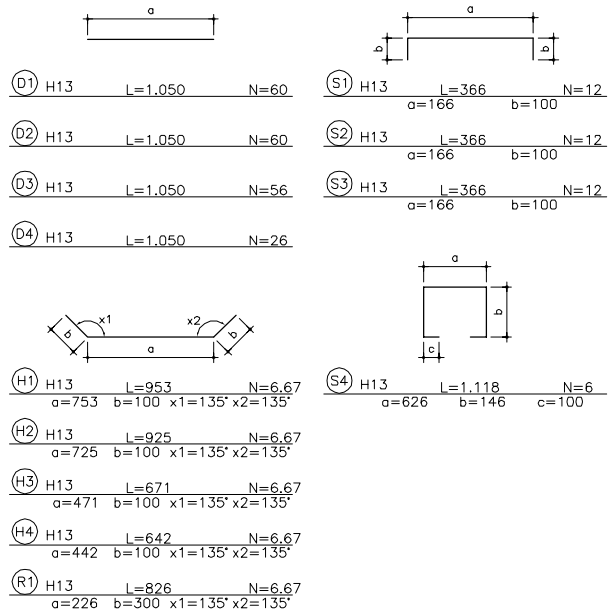 a
D1 H13 L=1.050 N=60
D2 H13 L=1.050 N=60
D3 H13 L=1.050 N=56
D4 H13 L=1.050 N=26
x1 x2
b a b
H1 H13 L=953 N=6.67
a=753 b=100 x1=135° x2=135°
H2 H13 L=925 N=6.67
a=725 b=100 x1=135° x2=135°
H3 H13 L=671 N=6.67
a=471 b=100 x1=135° x2=135°
H4 H13 L=642 N=6.67
a=442 b=100 x1=135° x2=135°
R1 H13 L=826 N=6.67
a=226 b=300 x1=135° x2=135°
a
b b
S1 H13 L=366 N=12
a=166 b=100
S2 H13 L=366 N=12
a=166 b=100
S3 H13 L=366 N=12
a=166 b=100
a
b
c
S4 H13 L=1.118 N=6
a=626 b=146 c=100